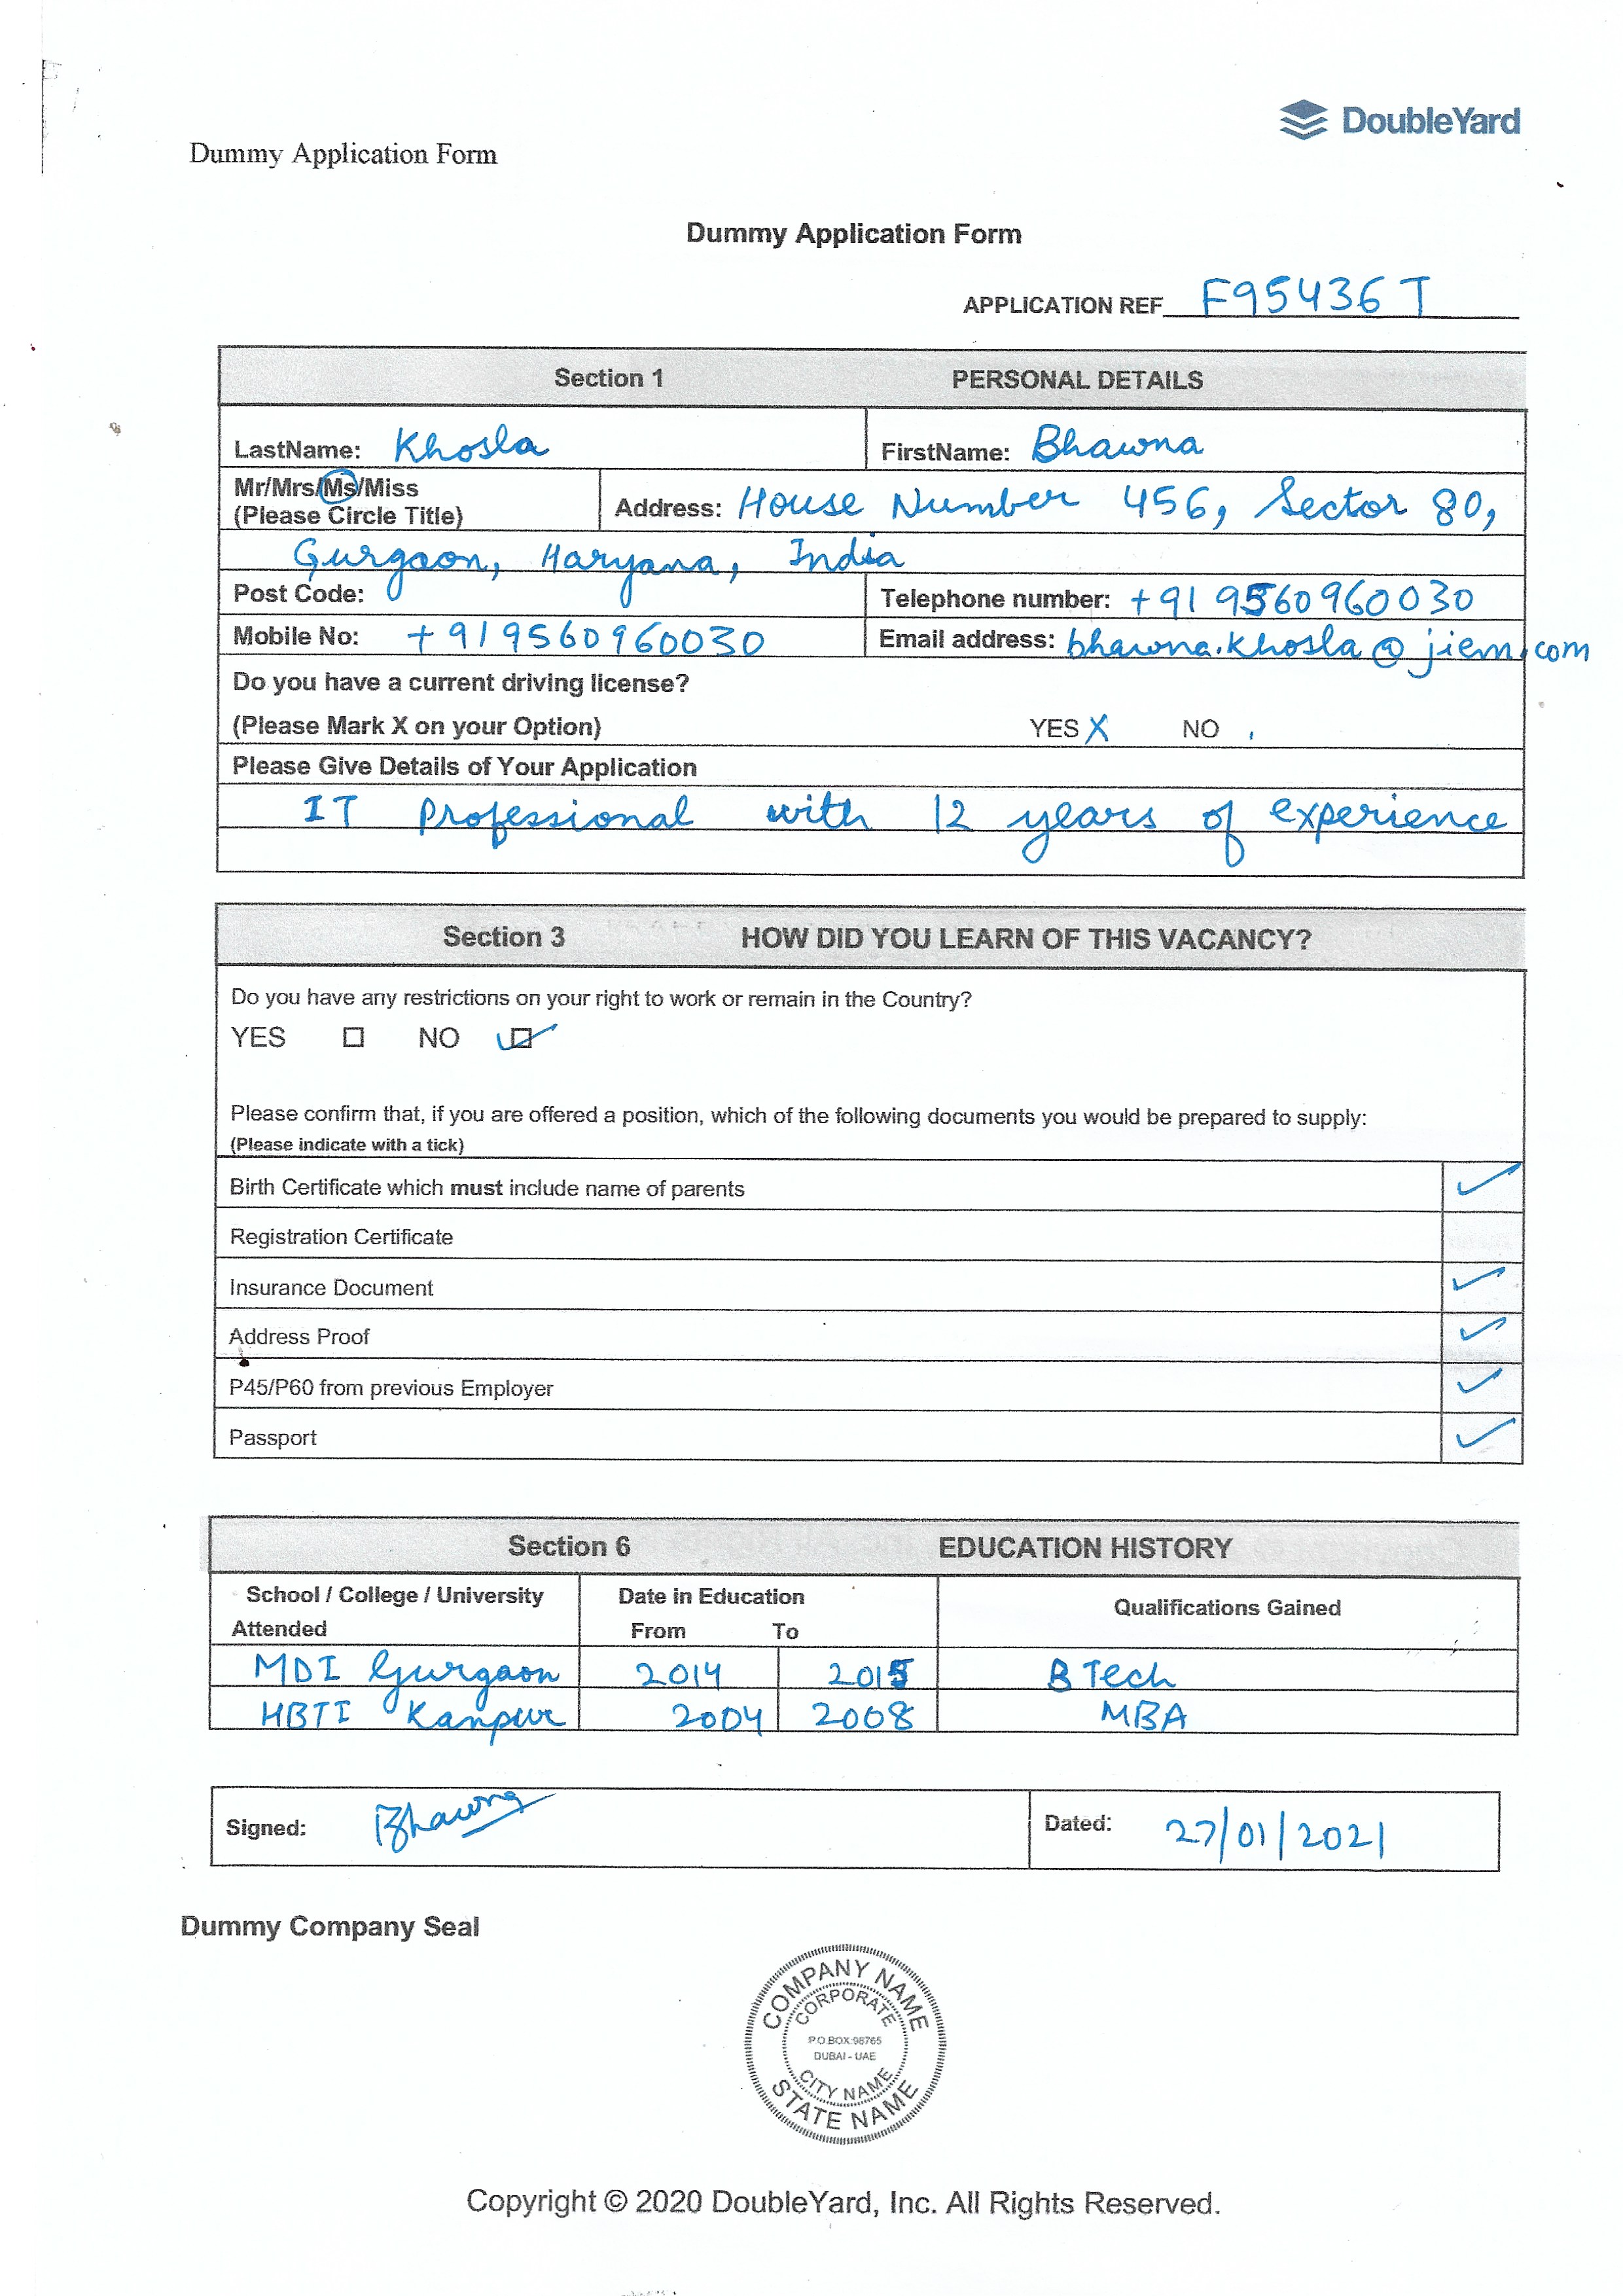 DoubleYard
Dummy Application Form
Dummy Application Form
APPLICATION REF F95436T
Section 1 PERSONAL DETAILS
LastName: Khosla FirstName: Bhawna
Mr/Mrs/Ms/Miss
(Please Circle Title) Address: House Number 456, Sector 80,
Gurgaon, Haryana, India
Post Code: Telephone number: +91 9560960030
Mobile No: +919560960030 Email address: bhawna.khosla@jiem.com
Do you have a current driving license?
(Please Mark X on your Option) YES X NO
Please Give Details of Your Application
IT Professional with 12 years of experience
Section 3 HOW DID YOU LEARN OF THIS VACANCY?
Do you have any restrictions on your right to work or remain in the Country?
YES ☐ NO ☑
Please confirm that, if you are offered a position, which of the following documents you would be prepared to supply:
(Please indicate with a tick)
Birth Certificate which must include name of parents ✓
Registration Certificate
Insurance Document ✓
Address Proof ✓
P45/P60 from previous Employer ✓
Passport ✓
Section 6 EDUCATION HISTORY
School / College / University Date in Education Qualifications Gained
Attended From To
MDI Gurgaon 2014 2015 B Tech
HBTI Kanpur 2004 2008 MBA
Signed: Bhawna Dated: 27/01/2021
Dummy Company Seal
COMPANY NAME
CORPORATE
P.O.BOX:98765
DUBAI - UAE
CITY NAME
STATE NAME
Copyright © 2020 DoubleYard, Inc. All Rights Reserved.